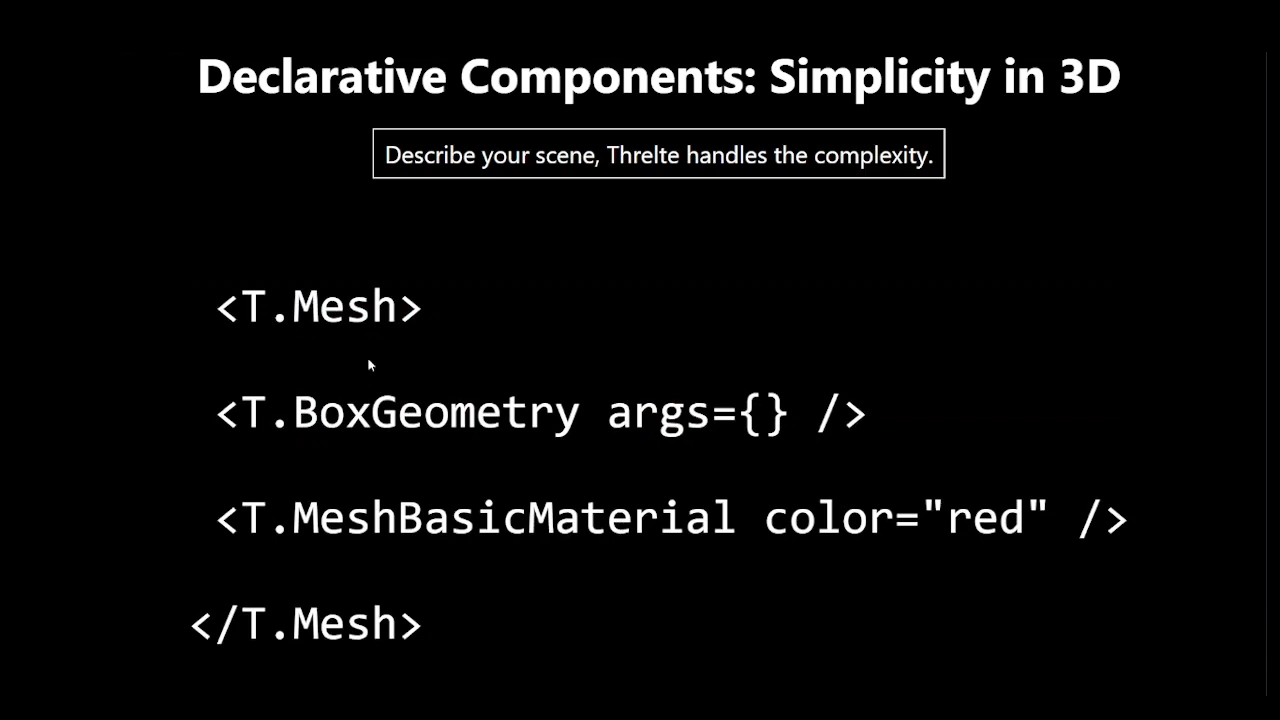 Declarative Components: Simplicity in 3D
Describe your scene, Threlte handles the complexity.
<T.Mesh>
<T.BoxGeometry args={} />
<T.MeshBasicMaterial color="red" />
</T.Mesh>